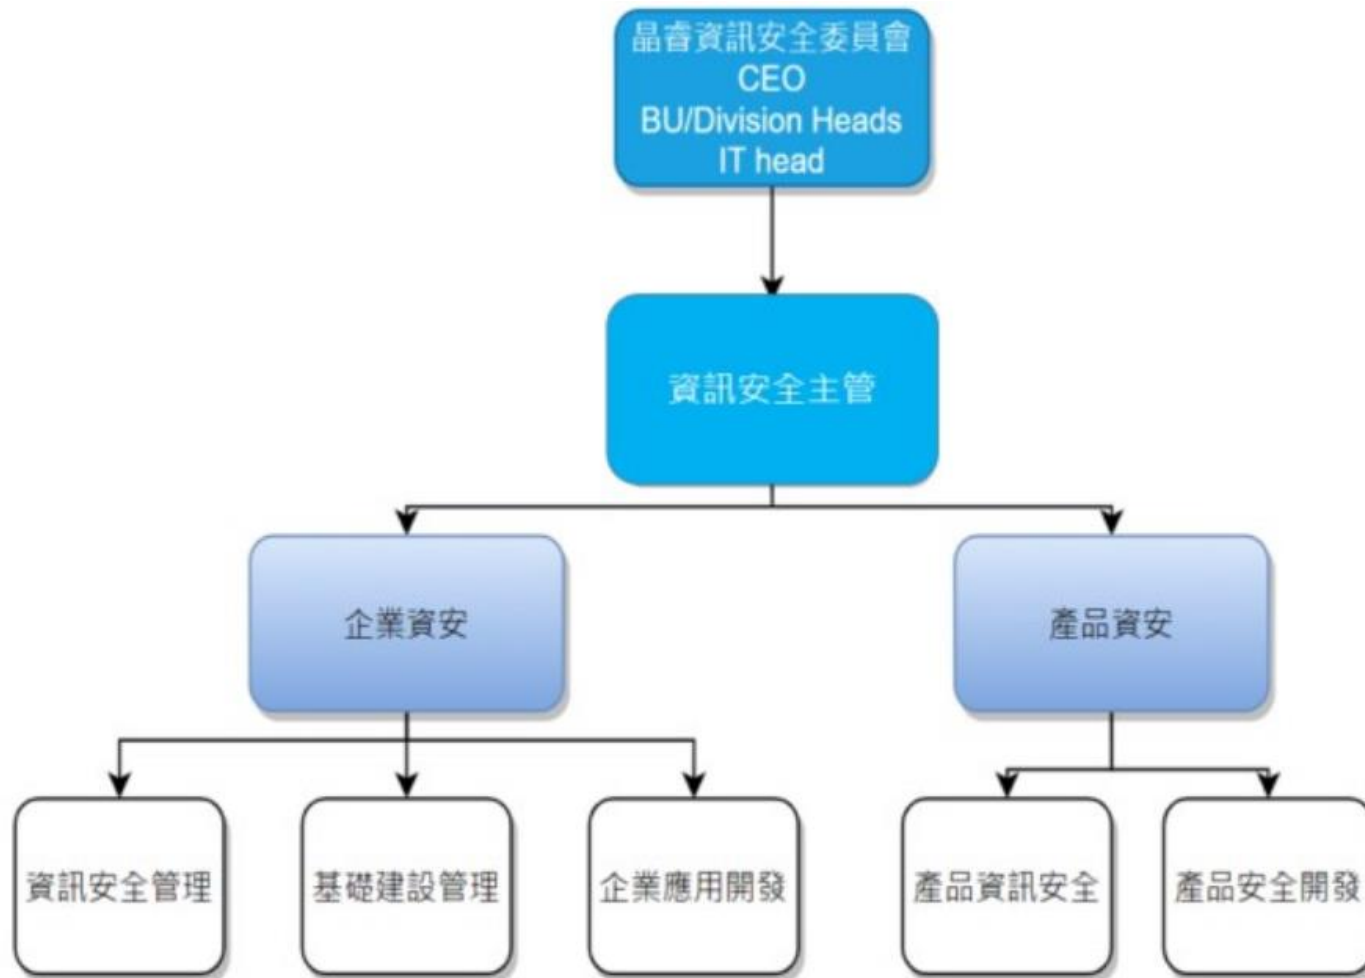 晶睿資訊安全委員會
CEO
BU/Division Heads
IT head
資訊安全主管
企業資安
產品資安
資訊安全管理
基礎建設管理
企業應用開發
產品資訊安全
產品安全開發